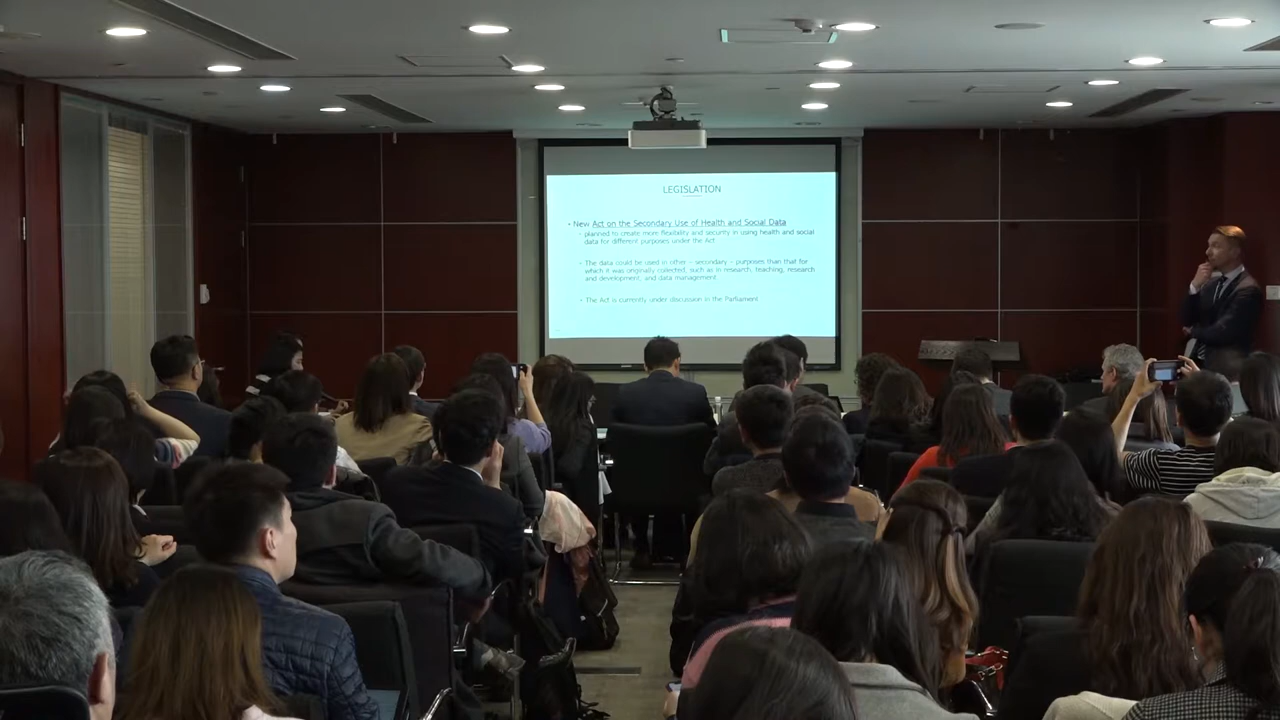 LEGISLATION
• New Act on the Secondary Use of Health and Social Data
– planned to create more flexibility and security in using health and social
data for different purposes under the Act
– The data could be used in other – secondary – purposes than that for
which it was originally collected, such as in research, teaching, research
and development, and data management
– The Act is currently under discussion in the Parliament